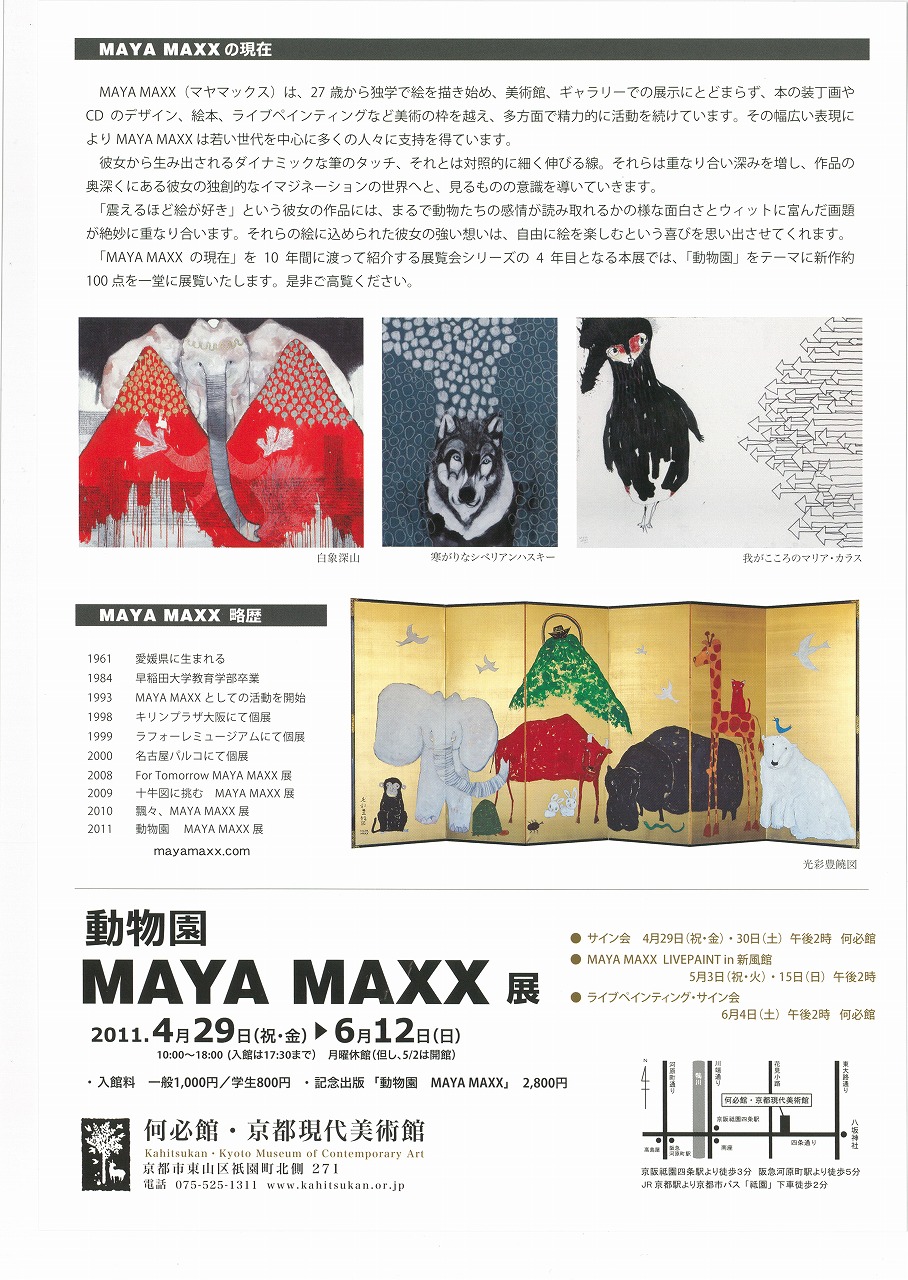 MAYA MAXXの現在
MAYA MAXX（マヤマックス）は、27歳から独学で絵を描き始め、美術館、ギャラリーでの展示にとどまらず、本の装丁画や
CDのデザイン、絵本、ライブペインティングなど美術の枠を越え、多方面で精力的に活動を続けています。その幅広い表現に
よりMAYA MAXXは若い世代を中心に多くの人々に支持を得ています。
彼女から生み出されるダイナミックな筆のタッチ、それとは対照的に細く伸びる線。それらは重なり合い深みを増し、作品の
奥深くにある彼女の独創的なイマジネーションの世界へと、見るものの意識を導いていきます。
「震えるほど絵が好き」という彼女の作品には、まるで動物たちの感情が読み取れるかの様な面白さとウィットに富んだ画題
が絶妙に重なり合います。それらの絵に込められた彼女の強い想いは、自由に絵を楽しむという喜びを思い出させてくれます。
「MAYA MAXXの現在」を10年間に渡って紹介する展覧会シリーズの4年目となる本展では、「動物園」をテーマに新作約
100点を一堂に展覧いたします。是非ご高覧ください。
白象深山
寒がりなシベリアンハスキー
我がこころのマリア・カラス
MAYA MAXX 略歴
1961 愛媛県に生まれる
1984 早稲田大学教育学部卒業
1993 MAYA MAXXとしての活動を開始
1998 キリンプラザ大阪にて個展
1999 ラフォーレミュージアムにて個展
2000 名古屋パルコにて個展
2008 For Tomorrow MAYA MAXX 展
2009 十牛図に挑む MAYA MAXX 展
2010 飄々、MAYA MAXX 展
2011 動物園 MAYA MAXX 展
mayamaxx.com
光彩豊饒図
動物園
MAYA MAXX 展
2011.4月29日(祝・金)▶6月12日(日)
10:00〜18:00 (入館は17:30まで) 月曜休館(但し、5/2は開館)
・入館料 一般1,000円／学生800円 ・記念出版「動物園 MAYA MAXX」 2,800円
● サイン会 4月29日(祝・金)・30日(土) 午後2時 何必館
● MAYA MAXX LIVEPAINT in 新風館
5月3日(祝・火)・15日(日) 午後2時
● ライブペインティング・サイン会
6月4日(土) 午後2時 何必館
何必館・京都現代美術館
Kahitsukan・Kyoto Museum of Contemporary Art
京都市東山区祇園町北側 271
電話 075-525-1311 www.kahitsukan.or.jp
N
河原町通り
鴨川
川端通り
花見小路
東大路通り
何必館・京都現代美術館
京阪祇園四条駅
八坂神社
高島屋
阪急
河原町駅
南座
四条通り
京阪祇園四条駅より徒歩3分 阪急河原町駅より徒歩5分
JR京都駅より京都市バス「祇園」下車徒歩2分